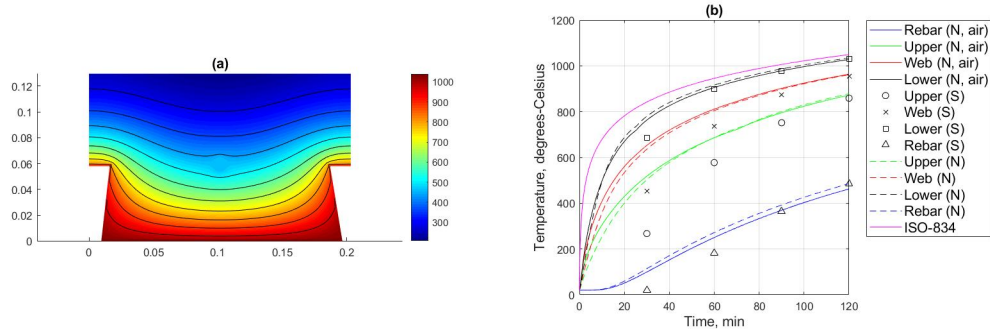 (a)
0.12
0.1
0.08
0.06
0.04
0.02
0
0
0.05
0.1
0.15
0.2
1000
900
800
700
600
500
400
300
(b)
1200
1000
800
600
400
200
0
0
20
40
60
80
100
120
Temperature, degrees-Celsius
Time, min
Rebar (N, air)
Upper (N, air)
Web (N, air)
Lower (N, air)
Upper (S)
Web (S)
Lower (S)
Rebar (S)
Upper (N)
Web (N)
Lower (N)
Rebar (N)
ISO-834